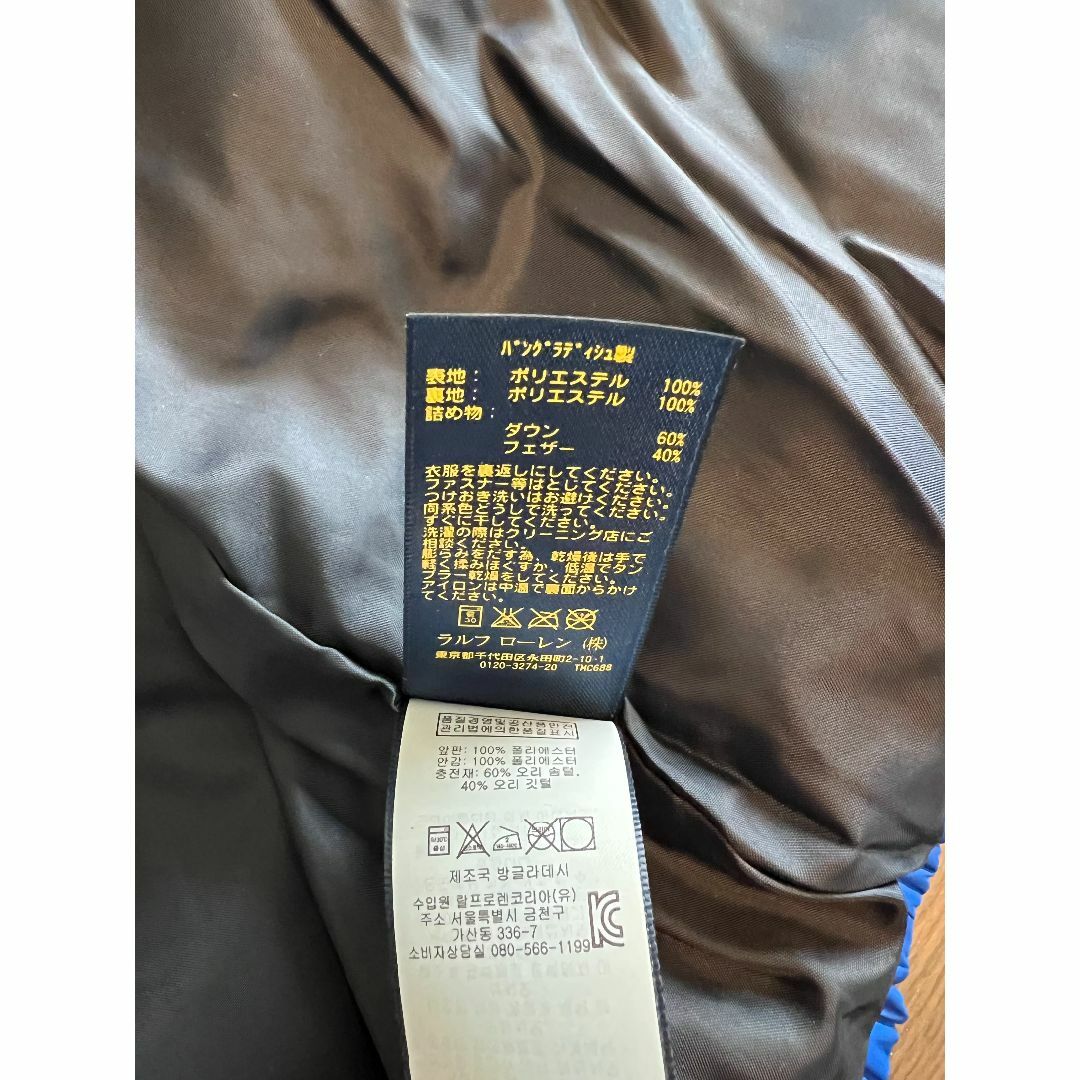 バングラディシュ製
表地： ポリエステル 100%
裏地： ポリエステル 100%
詰め物：
ダウン 60%
フェザー 40%
衣服を裏返しにしてください。
ファスナー等はとじてください。
つけおき洗いはお避けください。
同系色どうしで洗ってください。
すぐに干してください。
洗濯の際はクリーニング店にご
相談ください。
膨らみをだす為、乾燥後は手で
軽く揉みほぐすか、低温でタン
ブラー乾燥をしてください。
アイロンは中温で裏面からかけ
てください。
ラルフ ローレン (株)
東京都千代田区永田町2-10-1
0120-3274-20 TMC688
품질경영및공산품안전
관리법에의한품질표시
앞판: 100% 폴리에스터
안감: 100% 폴리에스터
충전재: 60% 오리 솜털,
40% 오리 깃털
제조국 방글라데시
수입원 랄프로렌코리아(유)
주소 서울특별시 금천구
가산동 336-7
소비자상담실 080-566-1199